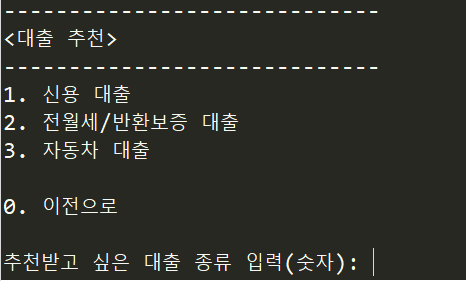 -----------------------------
<대출 추천>
-----------------------------
1. 신용 대출
2. 전월세/반환보증 대출
3. 자동차 대출
0. 이전으로
추천받고 싶은 대출 종류 입력(숫자):